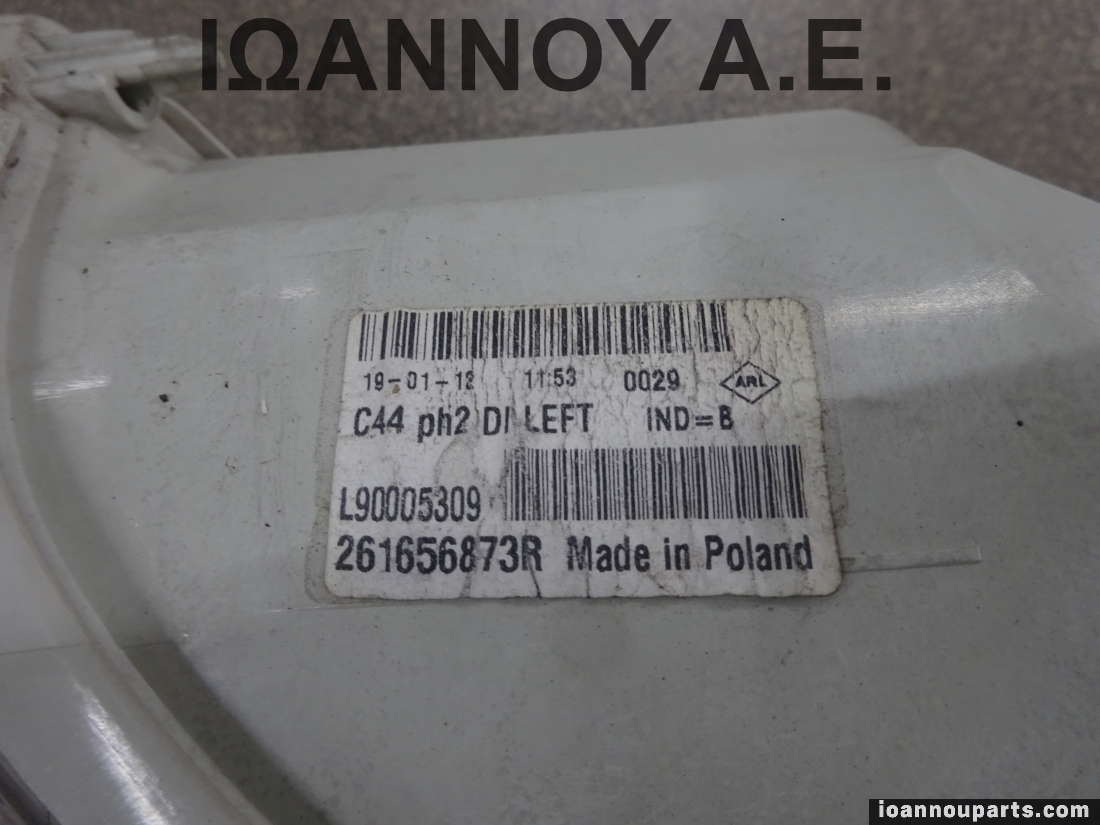 ΙΩΑΝΝΟΥ Α.Ε.
19-01-12 11:53 0029 ARL
C44 ph2 LEFT IND=B
L90005309
261656873R Made in Poland
ioannouparts.com